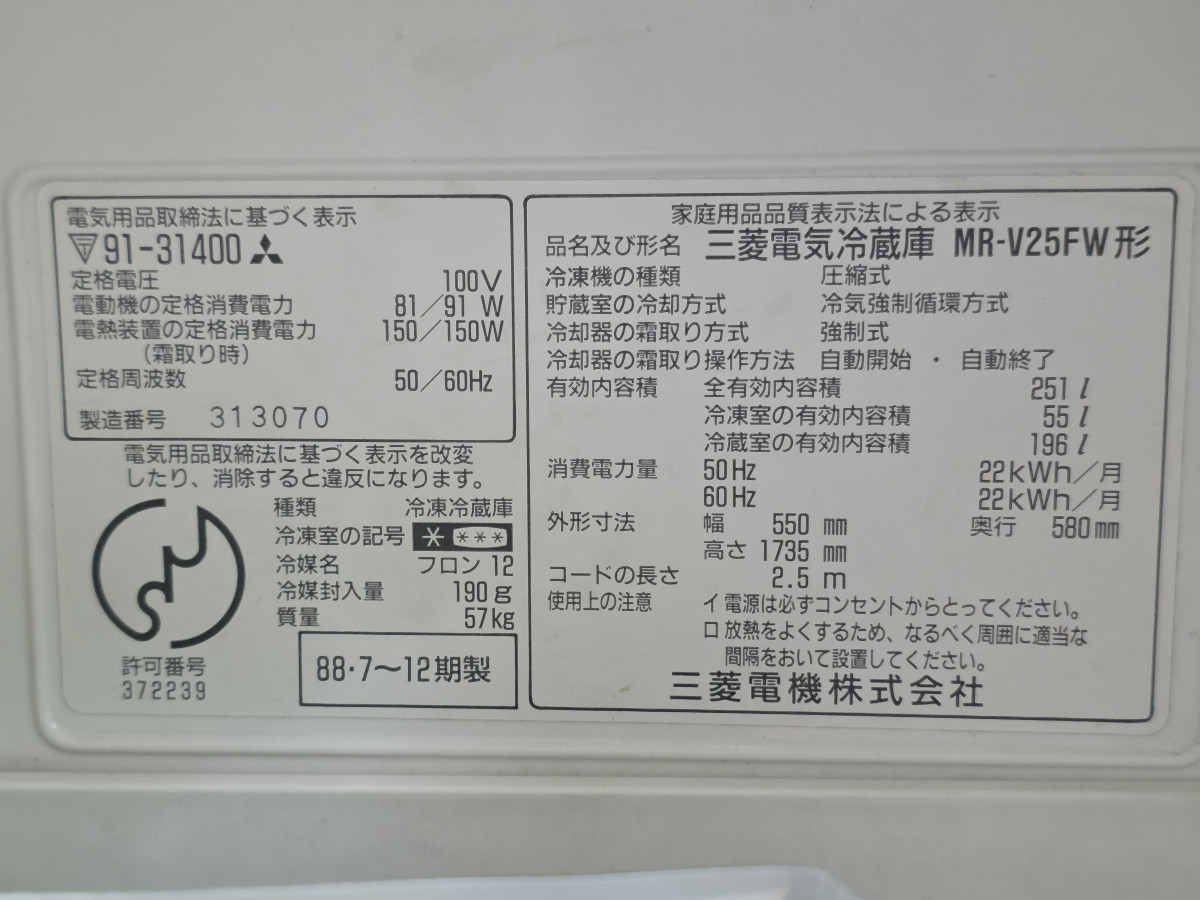 電気用品取締法に基づく表示
〒91-31400
定格電圧 100V
電動機の定格消費電力 81/91 W
電熱装置の定格消費電力 150/150W
(霜取り時)
定格周波数 50/60Hz
製造番号 313070
電気用品取締法に基づく表示を改変
したり、消除すると違反になります。
種類 冷凍冷蔵庫
冷凍室の記号 * ***
冷媒名 フロン12
冷媒封入量 190g
質量 57kg
許可番号
372239
88・7〜12期製
家庭用品品質表示法による表示
品名及び形名 三菱電気冷蔵庫 MR-V25FW形
冷凍機の種類 圧縮式
貯蔵室の冷却方式 冷気強制循環方式
冷却器の霜取り方式 強制式
冷却器の霜取り操作方法 自動開始・自動終了
有効内容積 全有効内容積 251ℓ
冷凍室の有効内容積 55ℓ
冷蔵室の有効内容積 196ℓ
消費電力量 50Hz 22kWh/月
60Hz 22kWh/月
外形寸法 幅 550mm 奥行 580mm
高さ 1735mm
コードの長さ 2.5m
使用上の注意 イ 電源は必ずコンセントからとってください。
ロ 放熱をよくするため、なるべく周囲に適当な
間隔をおいて設置してください。
三菱電機株式会社